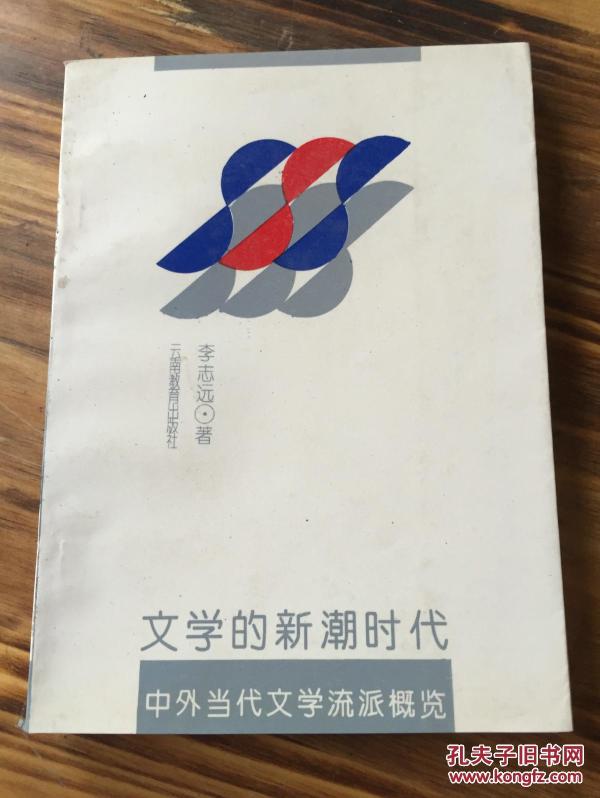 李志远⊙著
云南教育出版社
文学的新潮时代
中外当代文学流派概览
孔夫子旧书网
www.kongfz.com